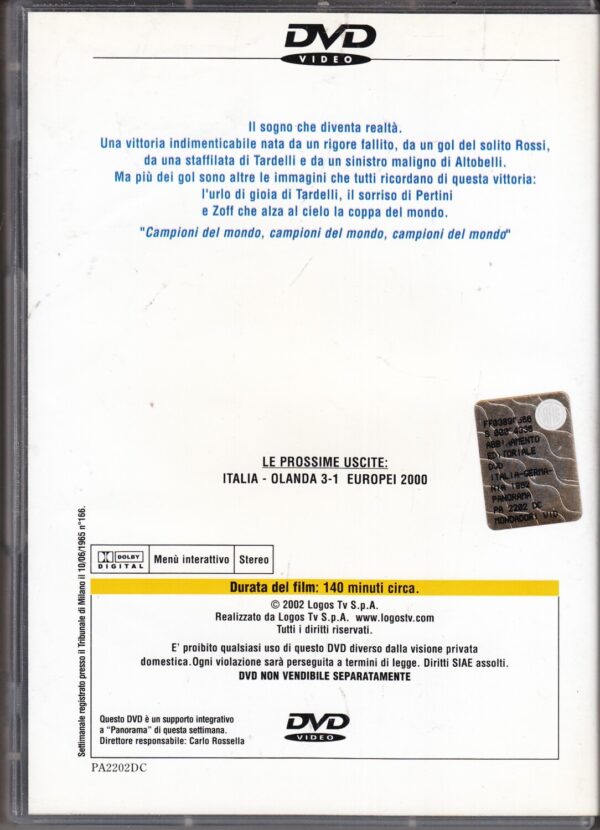 DVD
VIDEO
Il sogno che diventa realtà.
Una vittoria indimenticabile nata da un rigore fallito, da un gol del solito Rossi,
da una staffilata di Tardelli e da un sinistro maligno di Altobelli.
Ma più dei gol sono altre le immagini che tutti ricordano di questa vittoria:
l'urlo di gioia di Tardelli, il sorriso di Pertini
e Zoff che alza al cielo la coppa del mondo.
"Campioni del mondo, campioni del mondo, campioni del mondo"
ABBINAMENTO
EDITORIALE
DVD
ITALIA-GERMA-
NIA 1982
PANORAMA
PA 2202 DC
MONDADORI VID
LE PROSSIME USCITE:
ITALIA - OLANDA 3-1 EUROPEI 2000
DOLBY
DIGITAL
Menù interattivo
Stereo
Durata del film: 140 minuti circa.
© 2002 Logos Tv S.p.A.
Realizzato da Logos Tv S.p.A. www.logostv.com
Tutti i diritti riservati.
E' proibito qualsiasi uso di questo DVD diverso dalla visione privata
domestica.Ogni violazione sarà perseguita a termini di legge. Diritti SIAE assolti.
DVD NON VENDIBILE SEPARATAMENTE
Questo DVD è un supporto integrativo
a "Panorama" di questa settimana.
Direttore responsabile: Carlo Rossella
DVD
VIDEO
PA2202DC
Settimanale registrato presso il Tribunale di Milano il 10/06/1965 n°166.